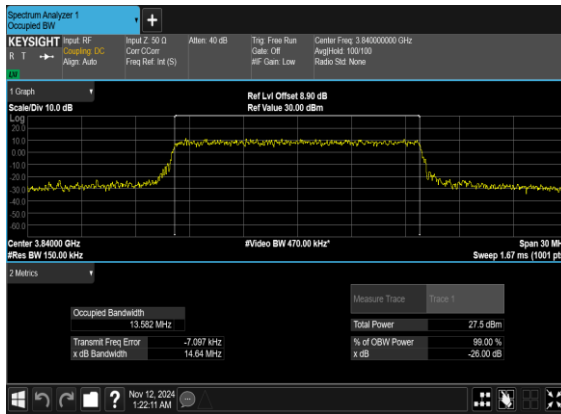 Spectrum Analyzer 1
Occupied BW
KEYSIGHT
R T
Input: RF
Coupling: DC
Align: Auto
Input Z: 50 Ω
Corr CCorr
Freq Ref: Int (S)
Atten: 40 dB
Trig: Free Run
Gate: Off
#IF Gain: Low
Center Freq: 3.840000000 GHz
Avg|Hold: 100/100
Radio Std: None
1 Graph
Scale/Div 10.0 dB
Ref Lvl Offset 8.90 dB
Ref Value 30.00 dBm
Log
20.0
10.0
0.00
-10.0
-20.0
-30.0
-40.0
-50.0
-60.0
Center 3.84000 GHz
#Res BW 150.00 kHz
#Video BW 470.00 kHz*
Span 30 MH
Sweep 1.67 ms (1001 pt
2 Metrics
Measure Trace
Trace 1
Occupied Bandwidth
13.582 MHz
Total Power
27.5 dBm
Transmit Freq Error
-7.097 kHz
% of OBW Power
99.00 %
x dB Bandwidth
14.64 MHz
x dB
-26.00 dB
?
Nov 12, 2024
1:22:11 AM